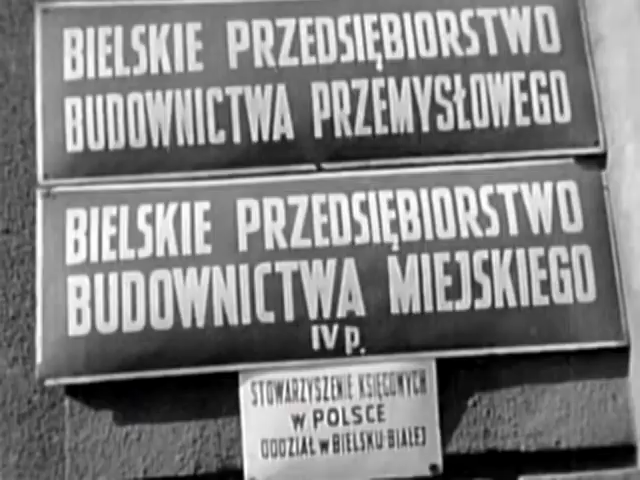 BIELSKIE PRZEDSIĘBIORSTWO
BUDOWNICTWA PRZEMYSŁOWEGO
BIELSKIE PRZEDSIĘBIORSTWO
BUDOWNICTWA MIEJSKIEGO
IV p.
STOWARZYSZENIE KSIĘGOWYCH
W POLSCE
ODDZIAŁ W BIELSKU-BIAŁEJ